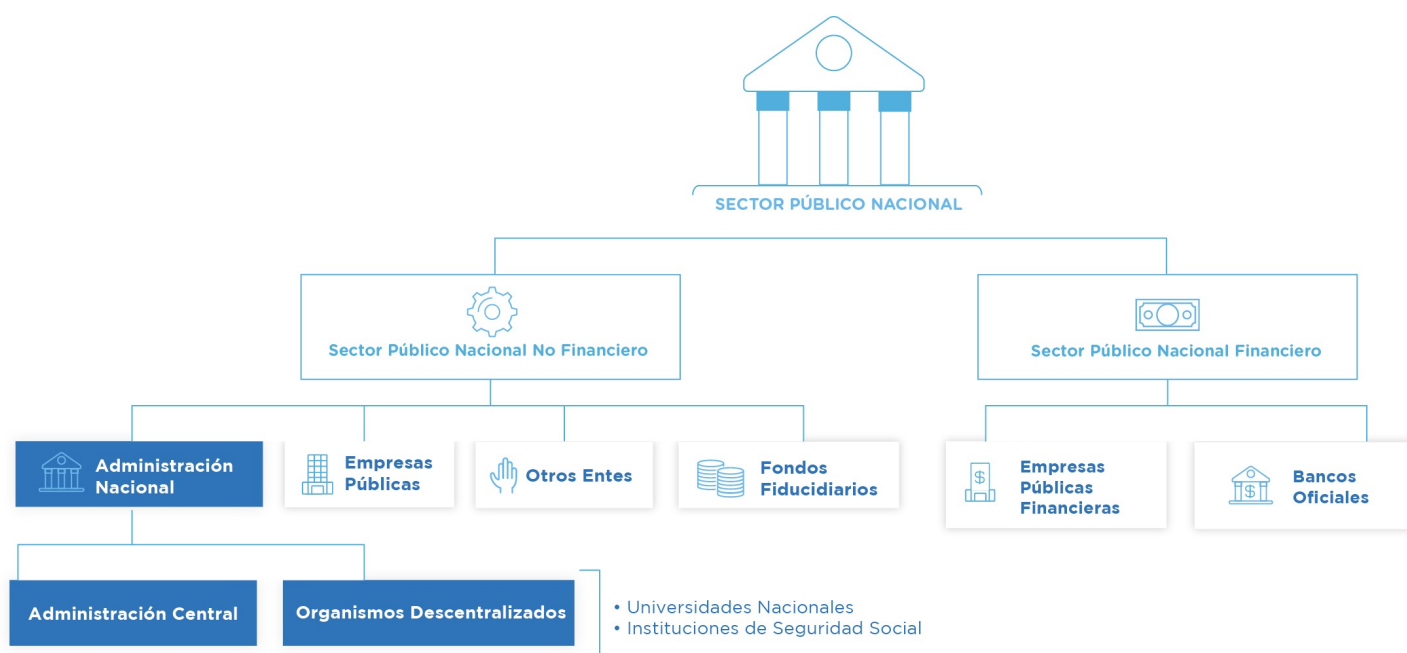 SECTOR PÚBLICO NACIONAL
Sector Público Nacional No Financiero
Sector Público Nacional Financiero
Administración
Nacional
Empresas
Públicas
Otros Entes
Fondos
Fiducidiarios
$
Empresas
Públicas
Financieras
$
Bancos
Oficiales
Administración Central
Organismos Descentralizados
• Universidades Nacionales
• Instituciones de Seguridad Social